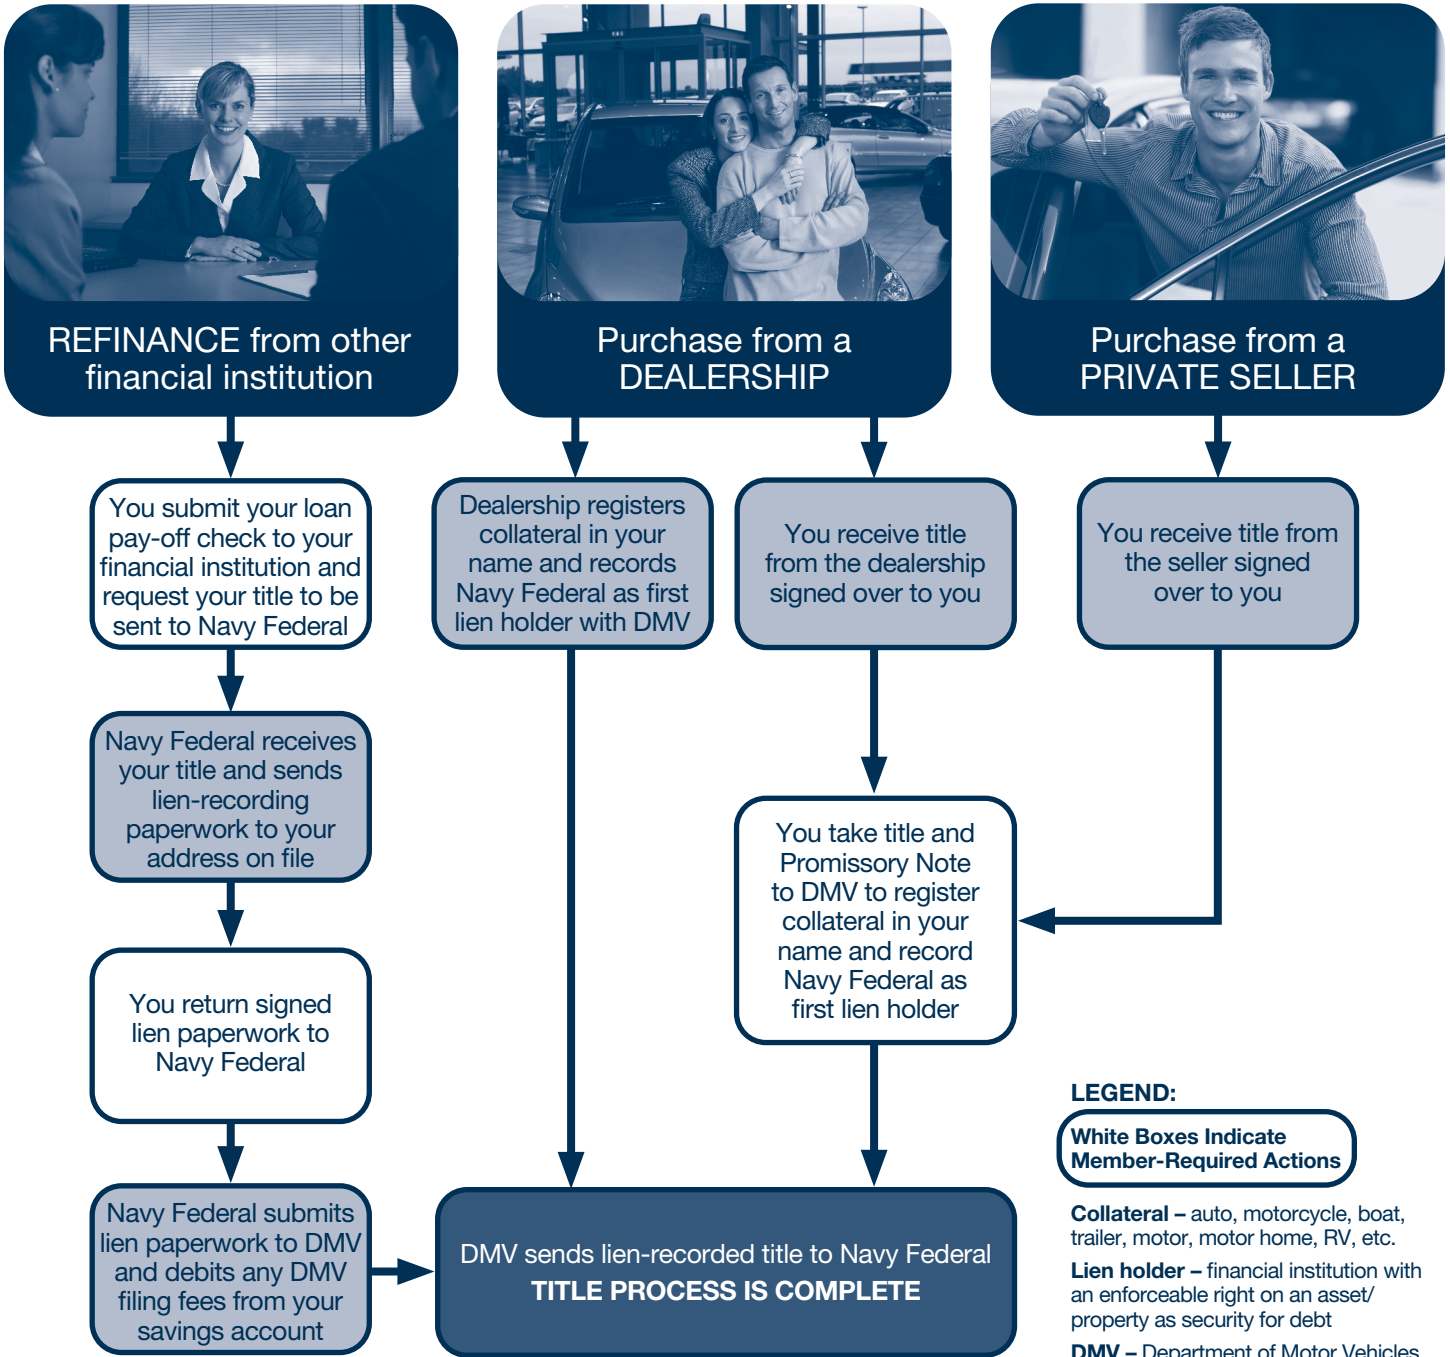 REFINANCE from other
financial institution
Purchase from a
DEALERSHIP
Purchase from a
PRIVATE SELLER
You submit your loan
pay-off check to your
financial institution and
request your title to be
sent to Navy Federal
Dealership registers
collateral in your
name and records
Navy Federal as first
lien holder with DMV
You receive title
from the dealership
signed over to you
You receive title from
the seller signed
over to you
Navy Federal receives
your title and sends
lien-recording
paperwork to your
address on file
You take title and
Promissory Note
to DMV to register
collateral in your
name and record
Navy Federal as
first lien holder
You return signed
lien paperwork to
Navy Federal
Navy Federal submits
lien paperwork to DMV
and debits any DMV
filing fees from your
savings account
DMV sends lien-recorded title to Navy Federal
TITLE PROCESS IS COMPLETE
LEGEND:
White Boxes Indicate
Member-Required Actions
Collateral – auto, motorcycle, boat,
trailer, motor, motor home, RV, etc.
Lien holder – financial institution with
an enforceable right on an asset/
property as security for debt
DMV – Department of Motor Vehicles